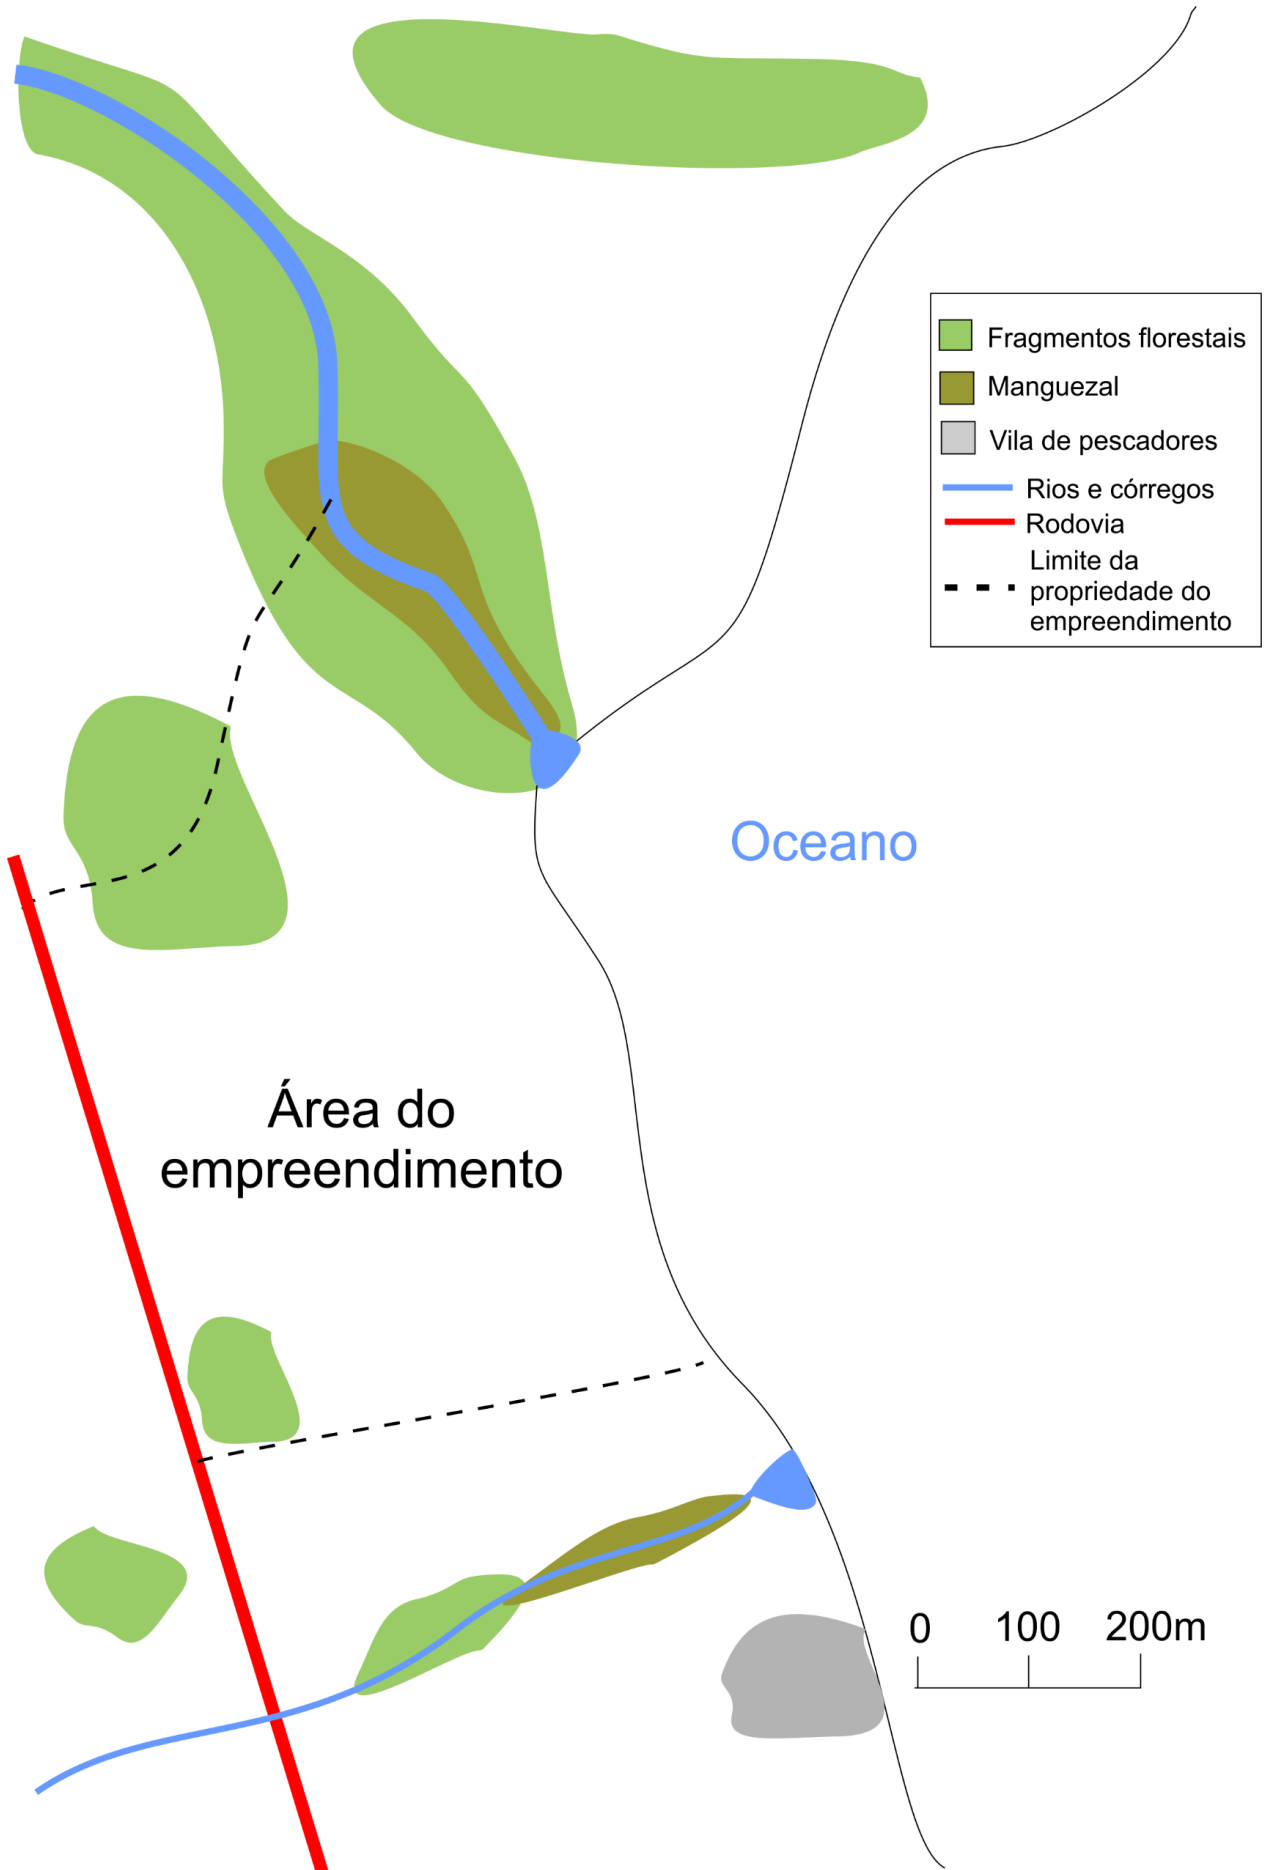 Fragmentos florestais
Manguezal
Vila de pescadores
Rios e córregos
Rodovia
Limite da
propriedade do
empreendimento
Oceano
Área do
empreendimento
0 100 200m